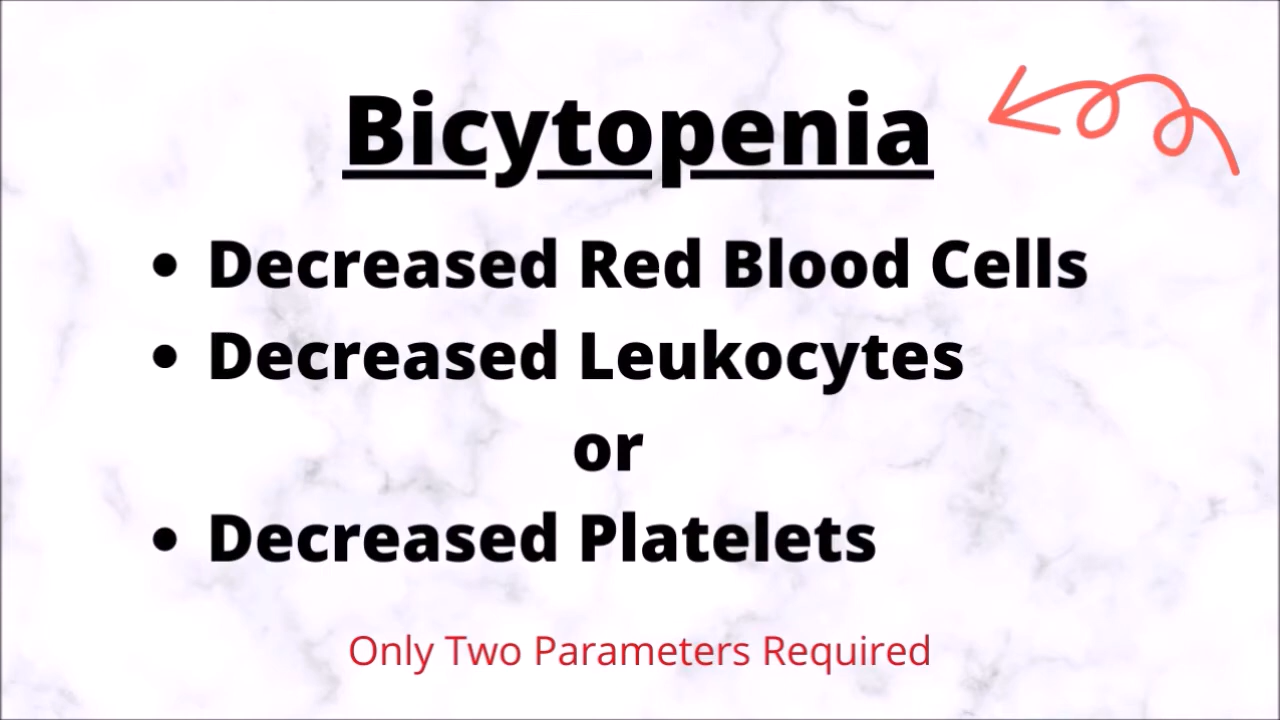 Bicytopenia
• Decreased Red Blood Cells
• Decreased Leukocytes
or
• Decreased Platelets
Only Two Parameters Required